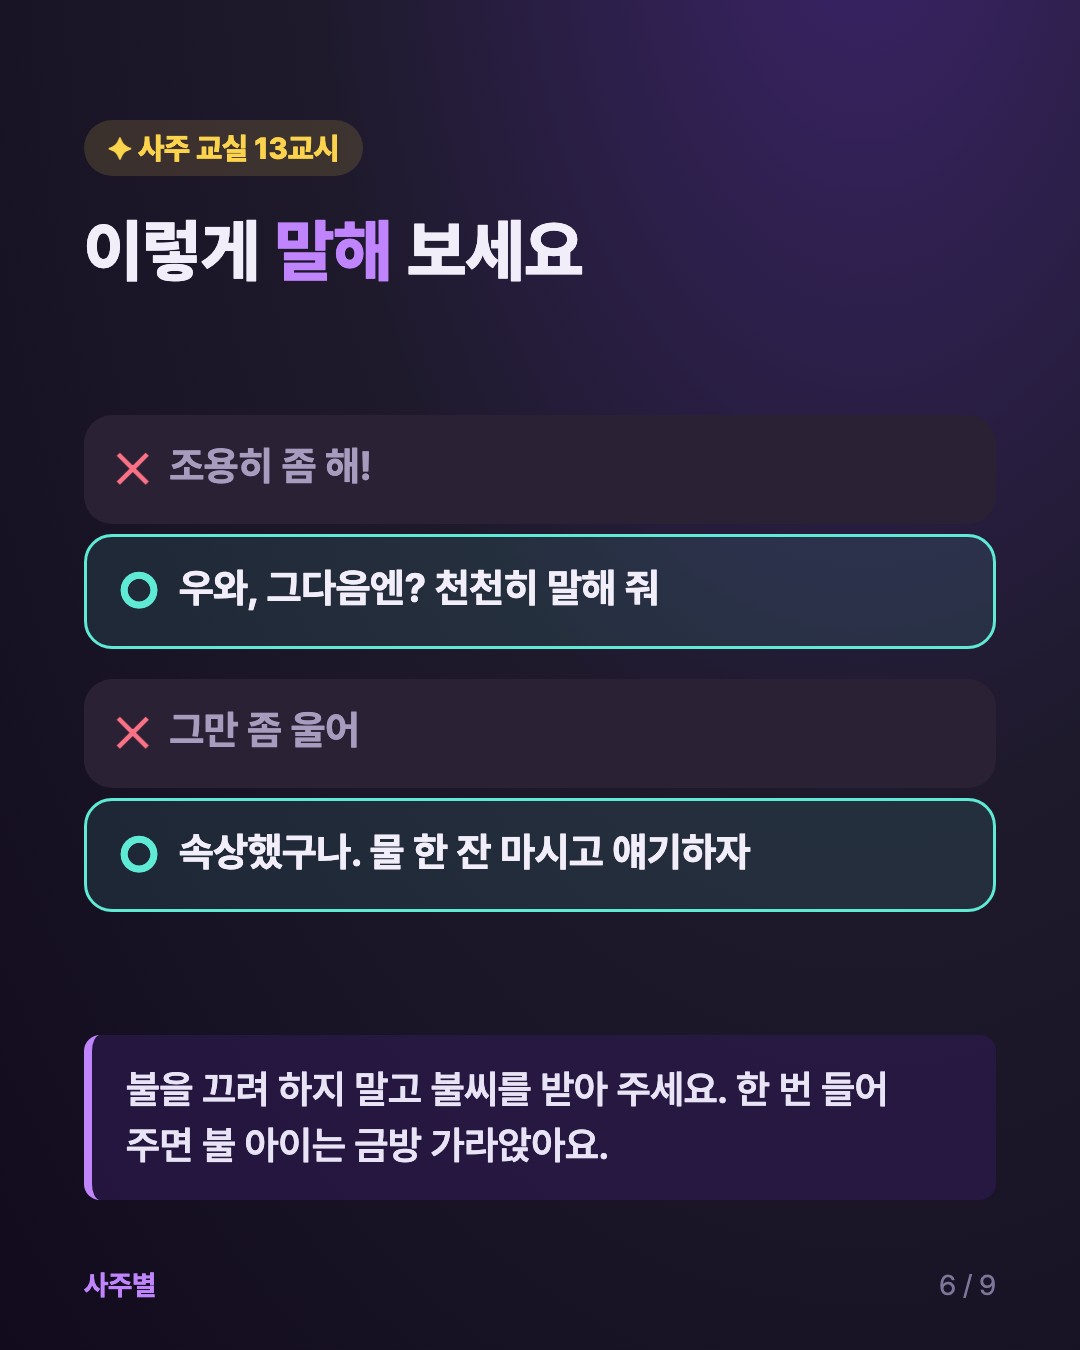 ✦ 사주 교실 13교시
이렇게 말해 보세요
조용히 좀 해!
우와, 그다음엔? 천천히 말해 줘
그만 좀 울어
속상했구나. 물 한 잔 마시고 얘기하자
불을 끄려 하지 말고 불씨를 받아 주세요. 한 번 들어
주면 불 아이는 금방 가라앉아요.
사주별
6 / 9